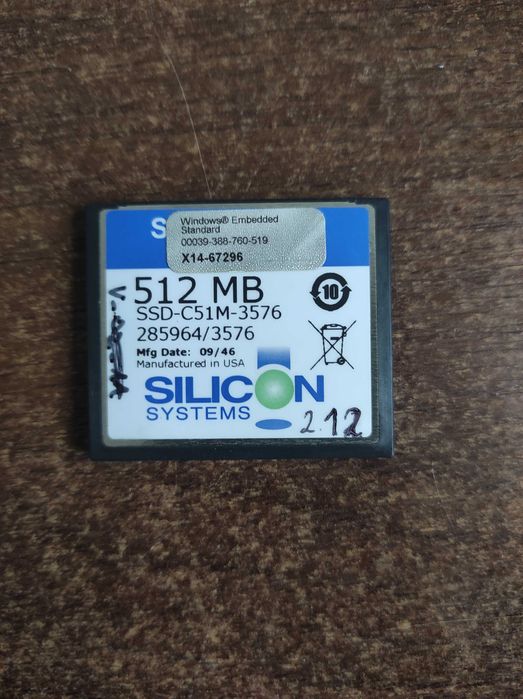 Windows® Embedded
Standard
00039-388-760-519
X14-67296
S
512 MB
10
SSD-C51M-3576
285964/3576
Mfg Date: 09/46
Manufactured in USA
SILICON
SYSTEMS
2.12